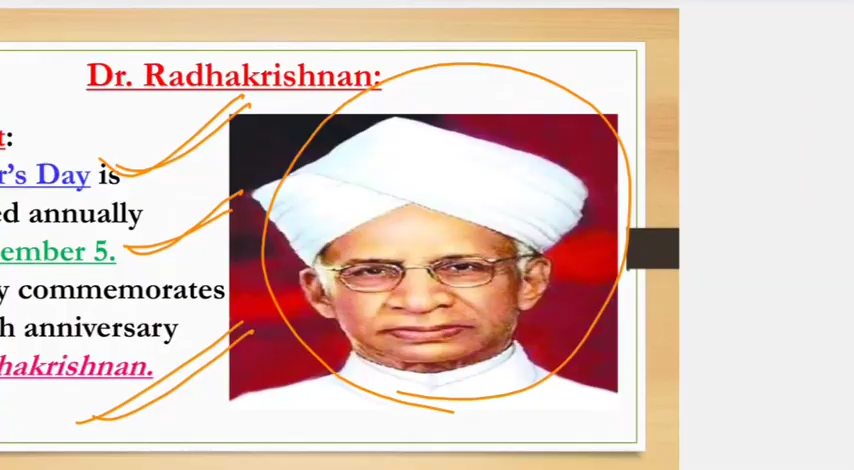 Dr. Radhakrishnan:
t:
r's Day is
ed annually
ember 5.
y commemorates
h anniversary
hakrishnan.